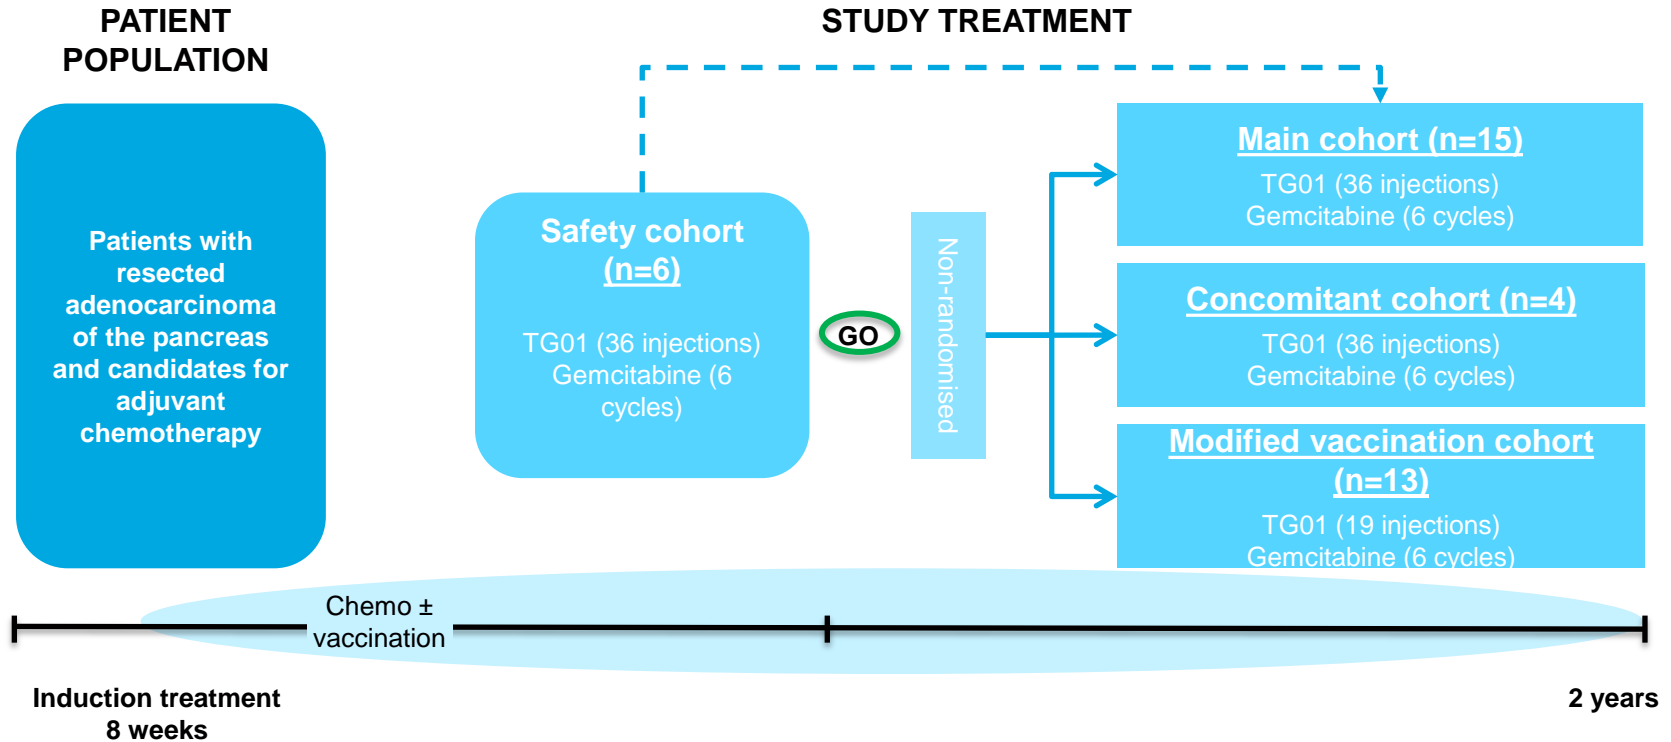 PATIENT
POPULATION
STUDY TREATMENT
Patients with
resected
adenocarcinoma
of the pancreas
and candidates for
adjuvant
chemotherapy
Safety cohort
(n=6)
TG01 (36 injections)
Gemcitabine (6
cycles)
GO
Non-randomised
Main cohort (n=15)
TG01 (36 injections)
Gemcitabine (6 cycles)
Concomitant cohort (n=4)
TG01 (36 injections)
Gemcitabine (6 cycles)
Modified vaccination cohort
(n=13)
TG01 (19 injections)
Gemcitabine (6 cycles)
Chemo ±
vaccination
Induction treatment
8 weeks
2 years